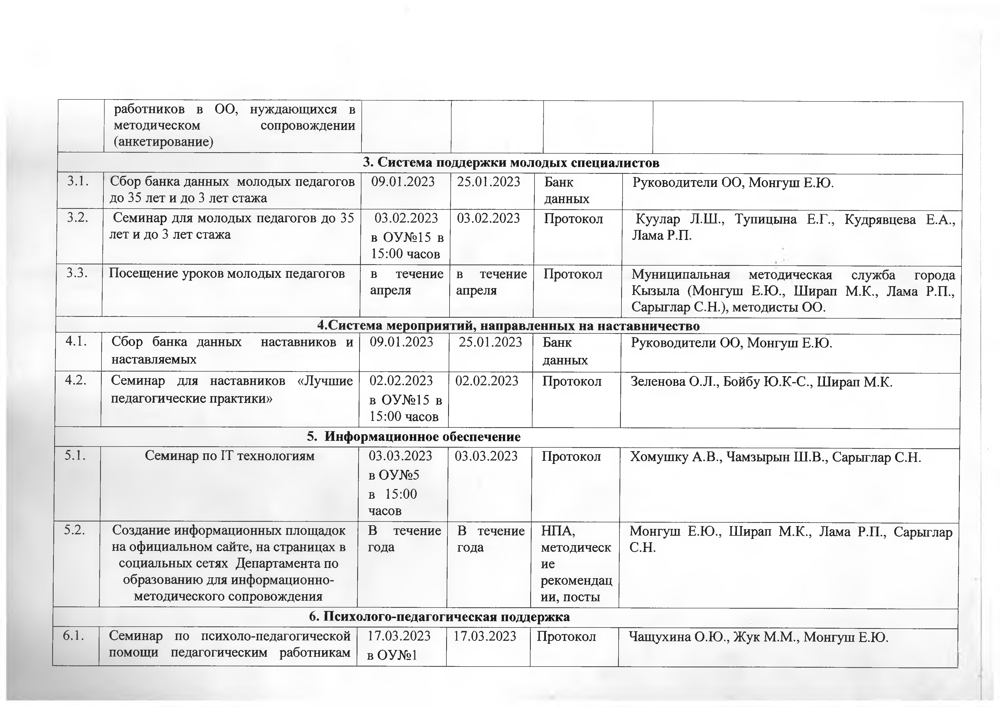 работников в ОО, нуждающихся в
методическом сопровождении
(анкетирование)
3. Система поддержки молодых специалистов
3.1. Сбор банка данных молодых педагогов 09.01.2023 25.01.2023 Банк Руководители ОО, Монгуш Е.Ю.
до 35 лет и до 3 лет стажа данных
3.2. Семинар для молодых педагогов до 35 03.02.2023 03.02.2023 Протокол Куулар Л.Ш., Тупицына Е.Г., Кудрявцева Е.А.,
лет и до 3 лет стажа в ОУ№15 в Лама Р.П.
15:00 часов
3.3. Посещение уроков молодых педагогов в течение в течение Протокол Муниципальная методическая служба города
апреля апреля Кызыла (Монгуш Е.Ю., Ширап М.К., Лама Р.П.,
Сарыглар С.Н.), методисты ОО.
4.Система мероприятий, направленных на наставничество
4.1. Сбор банка данных наставников и 09.01.2023 25.01.2023 Банк Руководители ОО, Монгуш Е.Ю.
наставляемых данных
4.2. Семинар для наставников «Лучшие 02.02.2023 02.02.2023 Протокол Зеленова О.Л., Бойбу Ю.К-С., Ширап М.К.
педагогические практики» в ОУ№15 в
15:00 часов
5. Информационное обеспечение
5.1. Семинар по IT технологиям 03.03.2023 03.03.2023 Протокол Хомушку А.В., Чамзырын Ш.В., Сарыглар С.Н.
в ОУ№5
в 15:00
часов
5.2. Создание информационных площадок В течение В течение НПА, Монгуш Е.Ю., Ширап М.К., Лама Р.П., Сарыглар
на официальном сайте, на страницах в года года методическ С.Н.
социальных сетях Департамента по ие
образованию для информационно- рекомендац
методического сопровождения ии, посты
6. Психолого-педагогическая поддержка
6.1. Семинар по психоло-педагогической 17.03.2023 17.03.2023 Протокол Чащухина О.Ю., Жук М.М., Монгуш Е.Ю.
помощи педагогическим работникам в ОУ№1